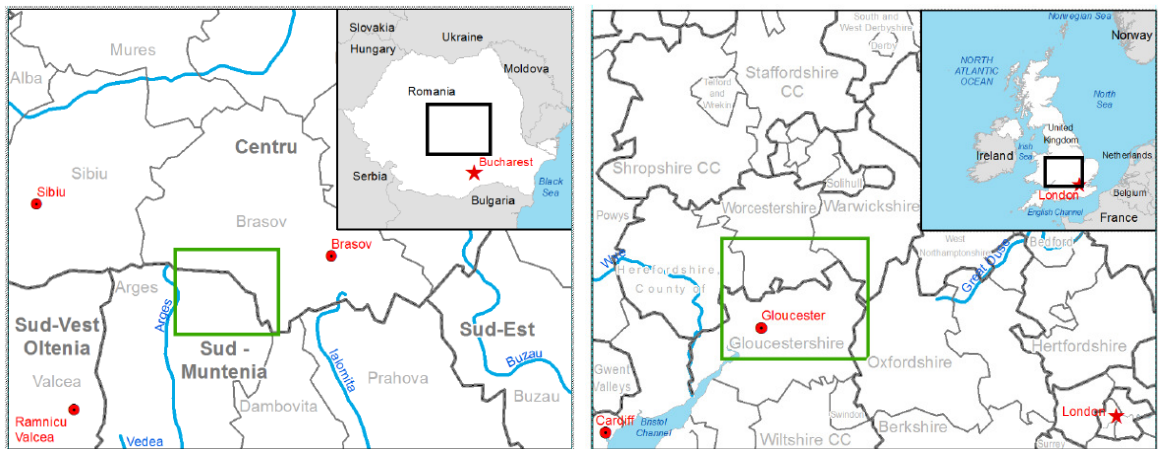 Mures
Alba
Sibiu
Sibiu
Centru
Brasov
Brasov
Arges
Arges
Sud-Vest
Oltenia
Valcea
Ramnicu
Valcea
Vedea
Sud -
Muntenia
Dambovita
Ialomita
Prahova
Sud-Est
Buzau
Buzau
Slovakia
Hungary
Ukraine
Moldova
Romania
Bucharest
Serbia
Bulgaria
Black
Sea
South and
West Derbyshire
Derby
Staffordshire
CC
Telford
and
Wrekin
Shropshire CC
Solihull
Powys
Worcestershire
Warwickshire
Wye
Herefordshire,
County of
West
Northamptonshire
Bedford
Great Ouse
Gloucester
Gloucestershire
Oxfordshire
Hertfordshire
Gwent
Valleys
Cardiff
Bristol
Channel
Swindon
Wiltshire CC
Berkshire
Surrey
London
Norwegian Sea
Norway
NORTH
ATLANTIC
OCEAN
North
Sea
United
Kingdom
Ireland
Irish
Sea
Netherlands
London
Belgium
English Channel
France